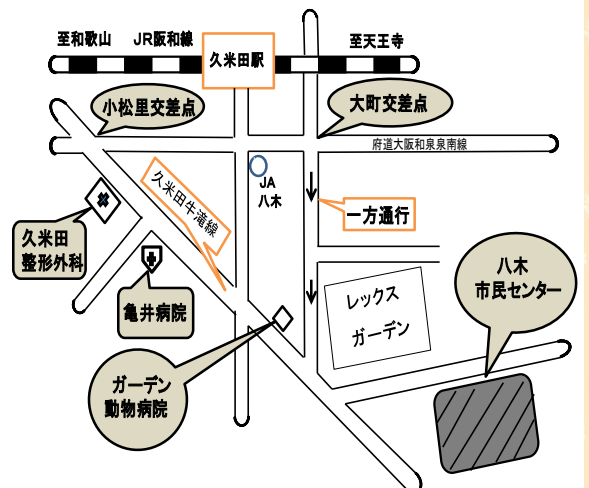 至和歌山
JR阪和線
久米田駅
至天王寺
小松里交差点
大町交差点
府道大阪和泉泉南線
JA
八木
久米田牛滝線
一方通行
久米田
整形外科
亀井病院
レックス
ガーデン
八木
市民センター
ガーデン
動物病院